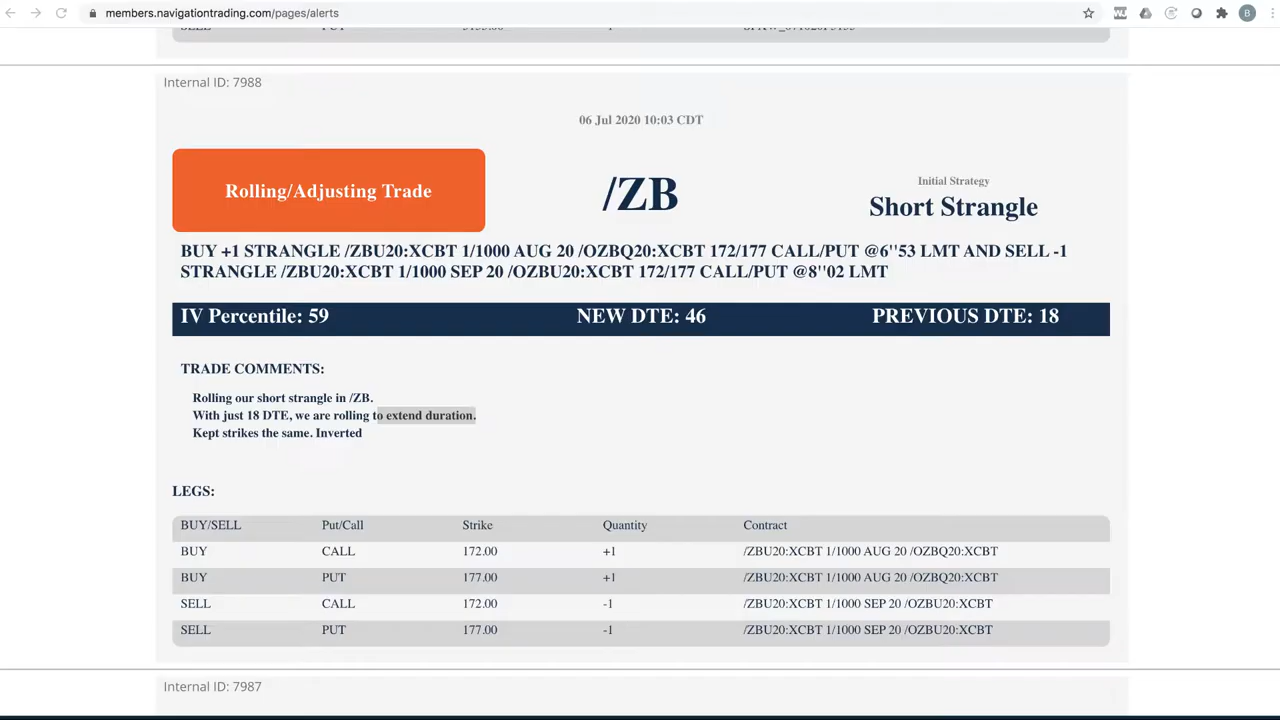 members.navigationtrading.com/pages/alerts
B
Internal ID: 7988
06 Jul 2020 10:03 CDT
Rolling/Adjusting Trade
/ZB
Initial Strategy
Short Strangle
BUY +1 STRANGLE /ZBU20:XCBT 1/1000 AUG 20 /OZBQ20:XCBT 172/177 CALL/PUT @6"53 LMT AND SELL -1
STRANGLE /ZBU20:XCBT 1/1000 SEP 20 /OZBU20:XCBT 172/177 CALL/PUT @8"02 LMT
IV Percentile: 59 NEW DTE: 46 PREVIOUS DTE: 18
TRADE COMMENTS:
Rolling our short strangle in /ZB.
With just 18 DTE, we are rolling to extend duration.
Kept strikes the same. Inverted
LEGS:
BUY/SELL Put/Call Strike Quantity Contract
BUY CALL 172.00 +1 /ZBU20:XCBT 1/1000 AUG 20 /OZBQ20:XCBT
BUY PUT 177.00 +1 /ZBU20:XCBT 1/1000 AUG 20 /OZBQ20:XCBT
SELL CALL 172.00 -1 /ZBU20:XCBT 1/1000 SEP 20 /OZBU20:XCBT
SELL PUT 177.00 -1 /ZBU20:XCBT 1/1000 SEP 20 /OZBU20:XCBT
Internal ID: 7987